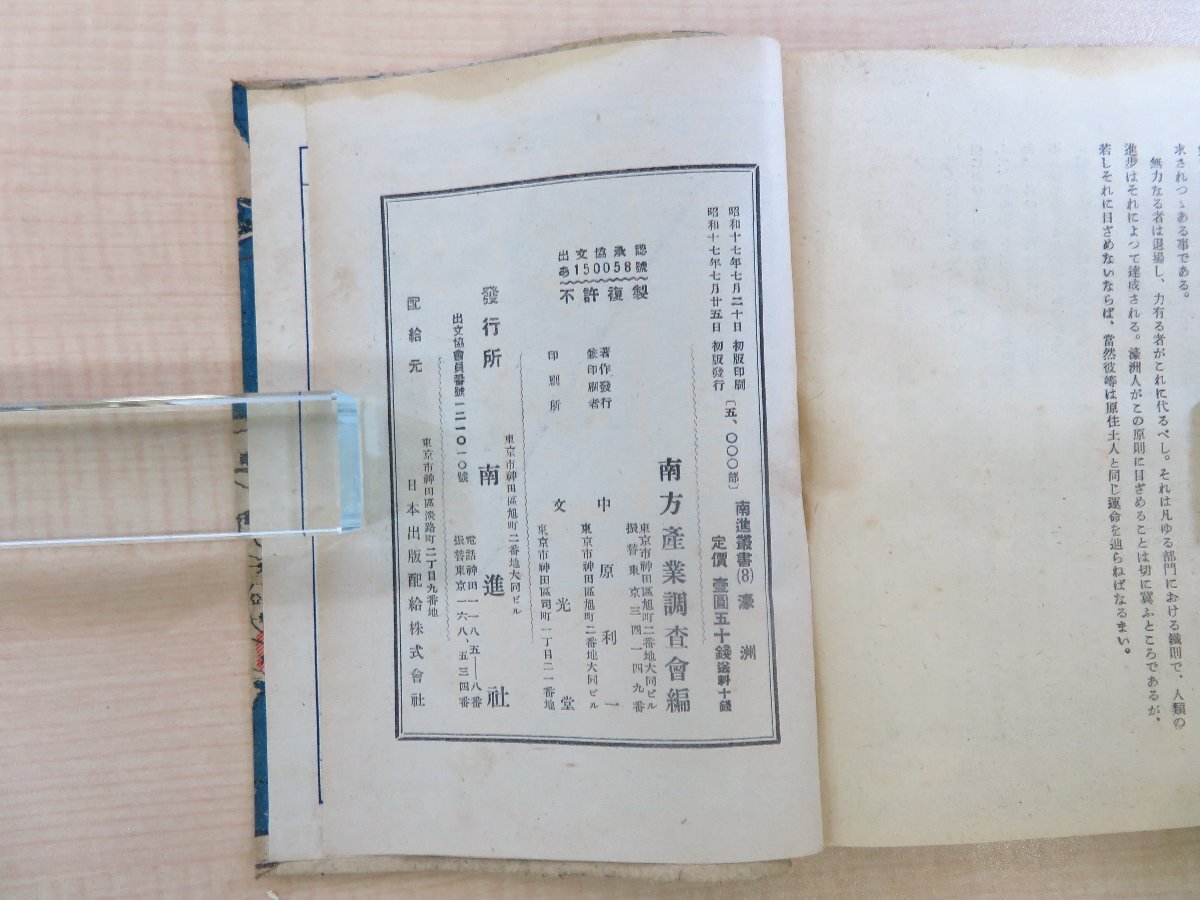 求されつゝある事である。
無力なる者は退場し、力有る者がこれに代るべし。それは凡ゆる部門における鐵則で、人類の
進步はそれによつて達成される。濠洲人がこの原則に目ざめることは切に冀ふところであるが、
若しそれに目ざめないならば、當然彼等は原住土人と同じ運命を辿らねばなるまい。
昭和十七年七月二十日 初版印刷
昭和十七年七月廿五日 初版發行
〔五、〇〇〇部〕
南進叢書(8) 濠洲
定價 壹圓五十錢 送料十錢
出文協承認
あ150058號
不許複製
南方產業調査會編
東京市神田區旭町二番地大同ビル
振替東京三四一四九番
著作發行
兼印刷者
中原利一
東京市神田區旭町二番地大同ビル
印刷所
文光堂
東京市神田區司町一丁目二一番地
發行所
南進社
東京市神田區旭町二番地大同ビル
電話神田一一八五―八番
振替東京一六八、五三四番
出文協會員番號一二一〇一〇號
配給元
東京市神田區淡路町二丁目九番地
日本出版配給株式會社